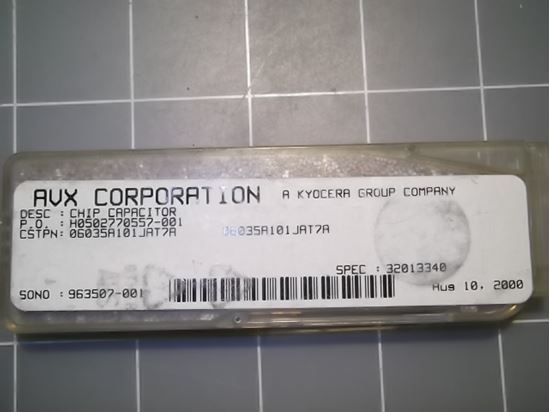 AVX CORPORATION A KYOCERA GROUP COMPANY
DESC : CHIP CAPACITOR
P.O. : H0502770557-001
CSTPN: 06035A101JAT7A 06035A101JAT7A
SPEC : 32013340
SONO : 963507-001 Aug 10, 2000